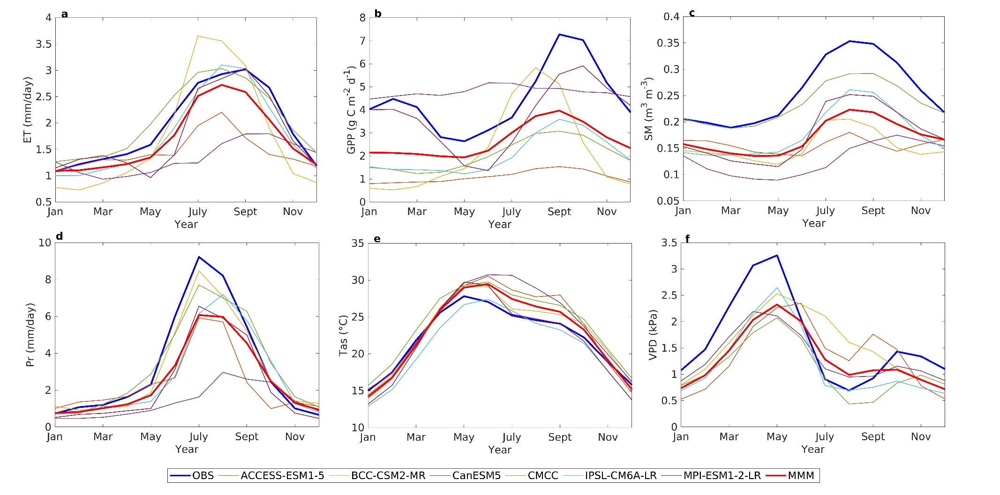 a
4
3.5
3
2.5
2
1.5
1
0.5
ET (mm/day)
Jan Mar May July Sept Nov
Year
b
8
7
6
5
4
3
2
1
0
GPP (g C m-2 d-1)
Jan Mar May July Sept Nov
Year
c
0.4
0.35
0.3
0.25
0.2
0.15
0.1
0.05
SM (m3 m-3)
Jan Mar May July Sept Nov
Year
d
10
8
6
4
2
0
Pr (mm/day)
Jan Mar May July Sept Nov
Year
e
35
30
25
20
15
10
Tas (°C)
Jan Mar May July Sept Nov
Year
f
3.5
3
2.5
2
1.5
1
0.5
0
VPD (kPa)
Jan Mar May July Sept Nov
Year
OBS ACCESS-ESM1-5 BCC-CSM2-MR CanESM5 CMCC IPSL-CM6A-LR MPI-ESM1-2-LR MMM